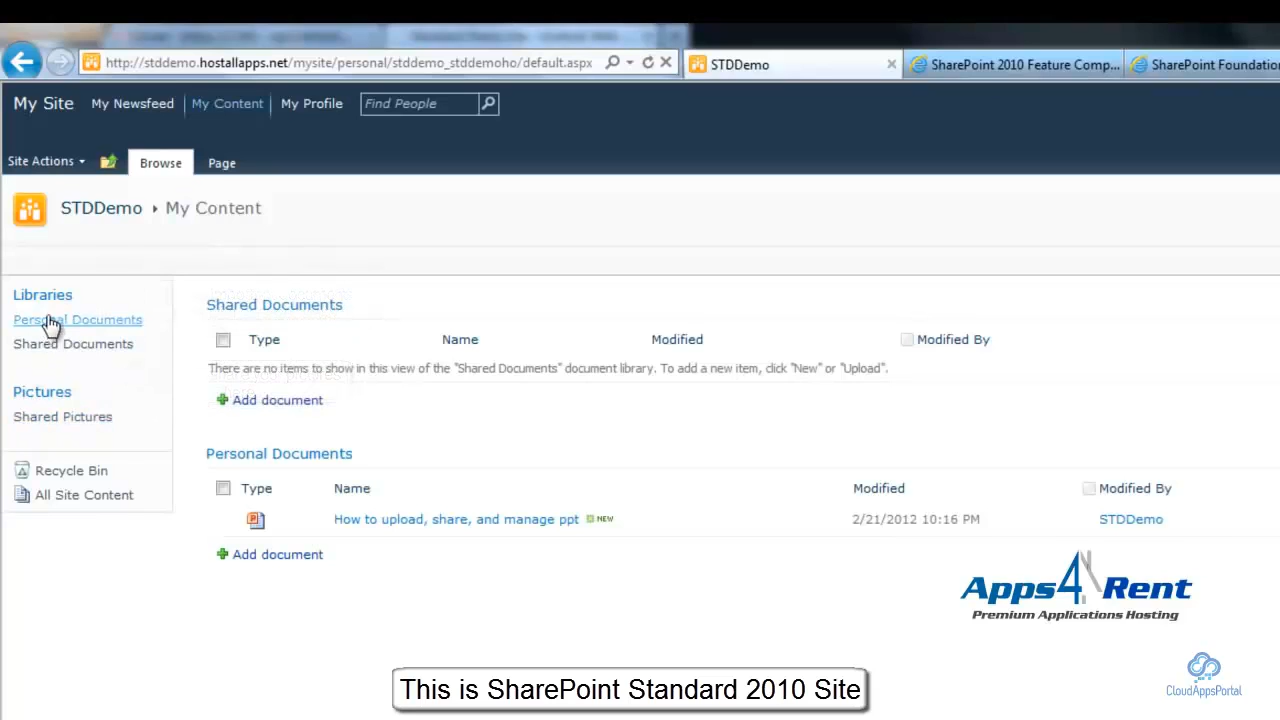 http://stddemo.hostallapps.net/mysite/personal/stddemo_stddemoho/default.aspx
STDDemo
SharePoint 2010 Feature Comp...
SharePoint Foundation
My Site
My Newsfeed
My Content
My Profile
Find People
Site Actions
Browse
Page
STDDemo
My Content
Libraries
Personal Documents
Shared Documents
Pictures
Shared Pictures
Recycle Bin
All Site Content
Shared Documents
Type Name Modified Modified By
There are no items to show in this view of the "Shared Documents" document library. To add a new item, click "New" or "Upload".
Add document
Personal Documents
Type Name Modified Modified By
How to upload, share, and manage ppt NEW 2/21/2012 10:16 PM STDDemo
Add document
Apps4Rent
Premium Applications Hosting
This is SharePoint Standard 2010 Site
CloudAppsPortal